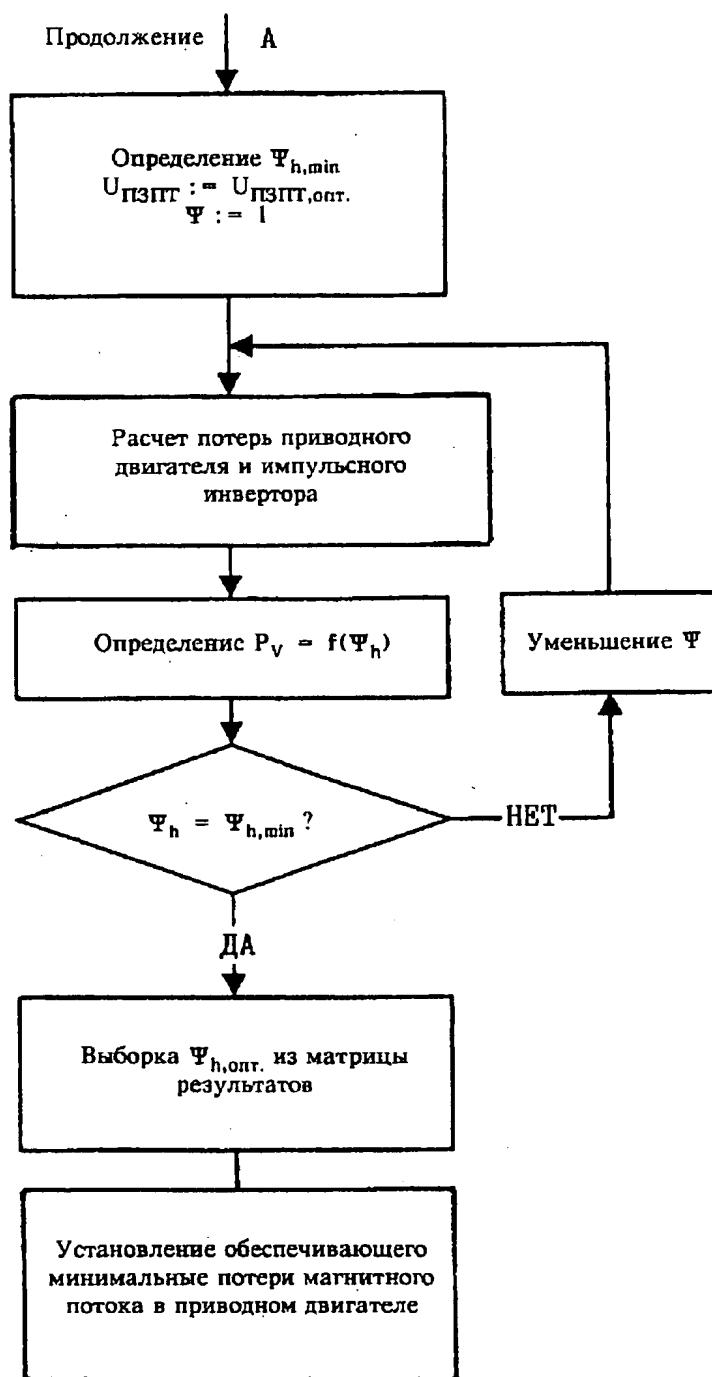 Продолжение A
Определение Ψh,min
UПЗПТ := UПЗПТ,опт.
Ψ := 1
Расчет потерь приводного
двигателя и импульсного
инвертора
Определение PV = f(Ψh)
Уменьшение Ψ
Ψh = Ψh,min ?
НЕТ
ДА
Выборка Ψh,опт. из матрицы
результатов
Установление обеспечивающего
минимальные потери магнитного
потока в приводном двигателе